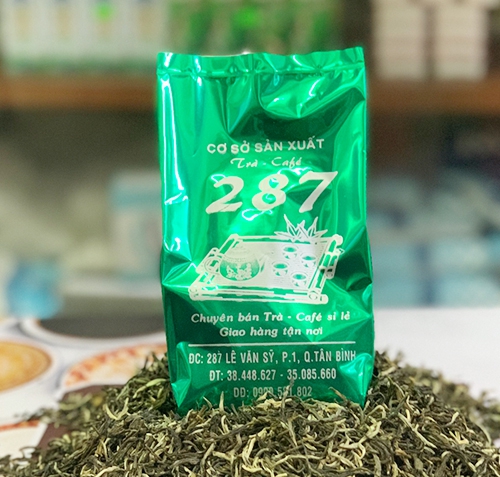 CƠ SỞ SẢN XUẤT
Trà - Café
287
Chuyên bán Trà - Café sỉ lẻ
Giao hàng tận nơi
ĐC: 287 LÊ VĂN SỸ, P.1, Q.TÂN BÌNH
ĐT: 38.448.627 - 35.085.660
DĐ: